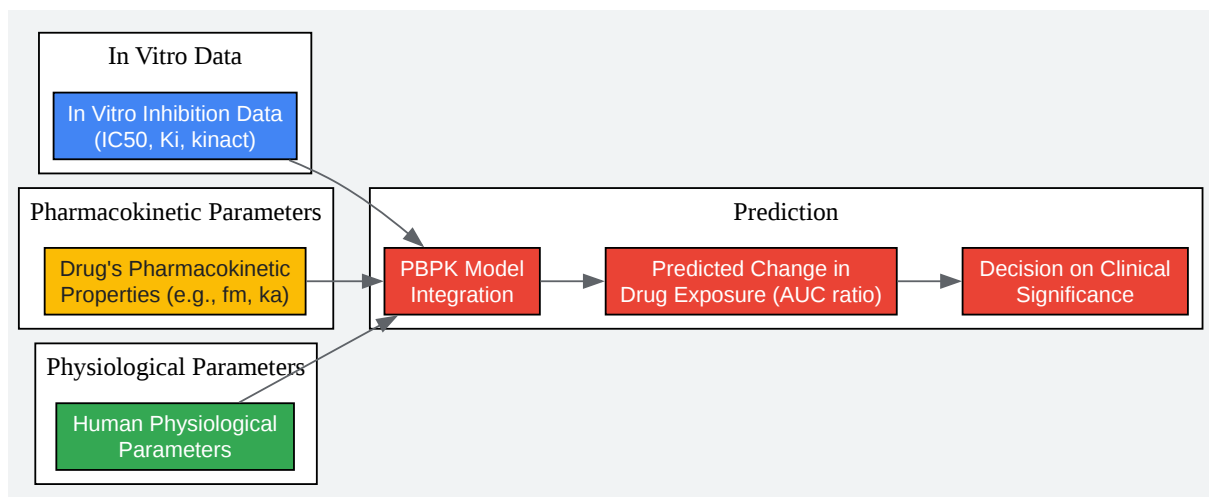 In Vitro Data
In Vitro Inhibition Data
(IC50, Ki, kinact)
Pharmacokinetic Parameters
Drug's Pharmacokinetic
Properties (e.g., fm, ka)
Physiological Parameters
Human Physiological
Parameters
Prediction
PBPK Model
Integration
Predicted Change in
Drug Exposure (AUC ratio)
Decision on Clinical
Significance